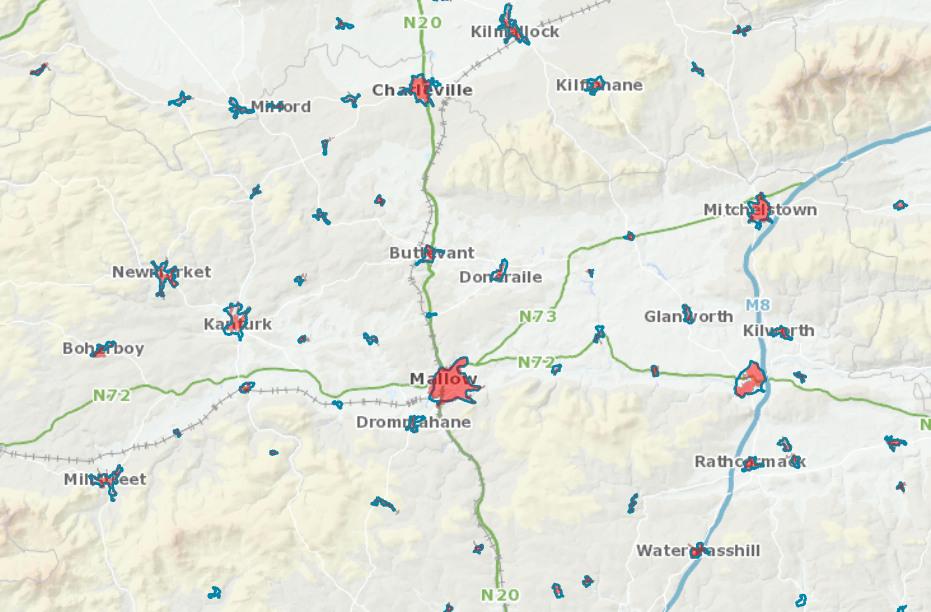 N20
Kilmallock
Charleville
Kilfinane
Milford
Mitchelstown
Buttevant
Newmarket
Doneraile
M8
Kanturk
N73
Glanworth
Kilworth
Boherboy
N72
Mallow
N72
Drommahane
N
Rathcormack
Millstreet
Watergrasshill
N20